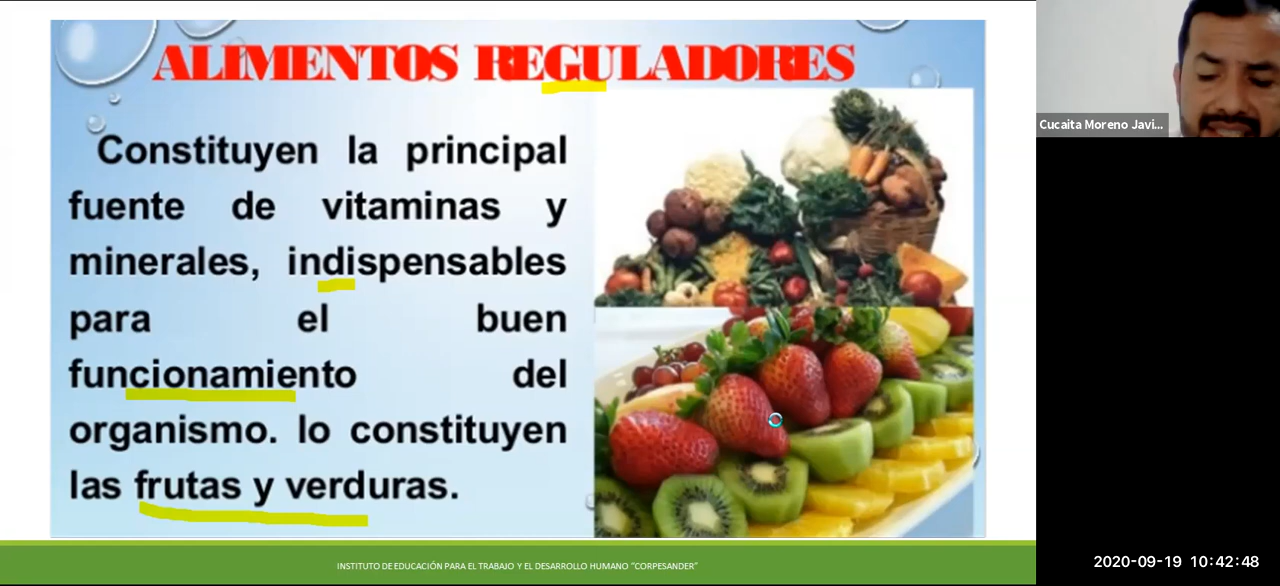 ALIMENTOS REGULADORES
Constituyen la principal
fuente de vitaminas y
minerales, indispensables
para el buen
funcionamiento del
organismo. lo constituyen
las frutas y verduras.
Cucaita Moreno Javi...
INSTITUTO DE EDUCACIÓN PARA EL TRABAJO Y EL DESARROLLO HUMANO “CORPESANDER”
2020-09-19 10:42:48